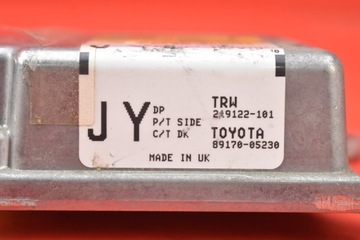 JY
DP
P/T SIDE
C/T DK
TRW
219122-101
TOYOTA
89170-05230
MADE IN UK